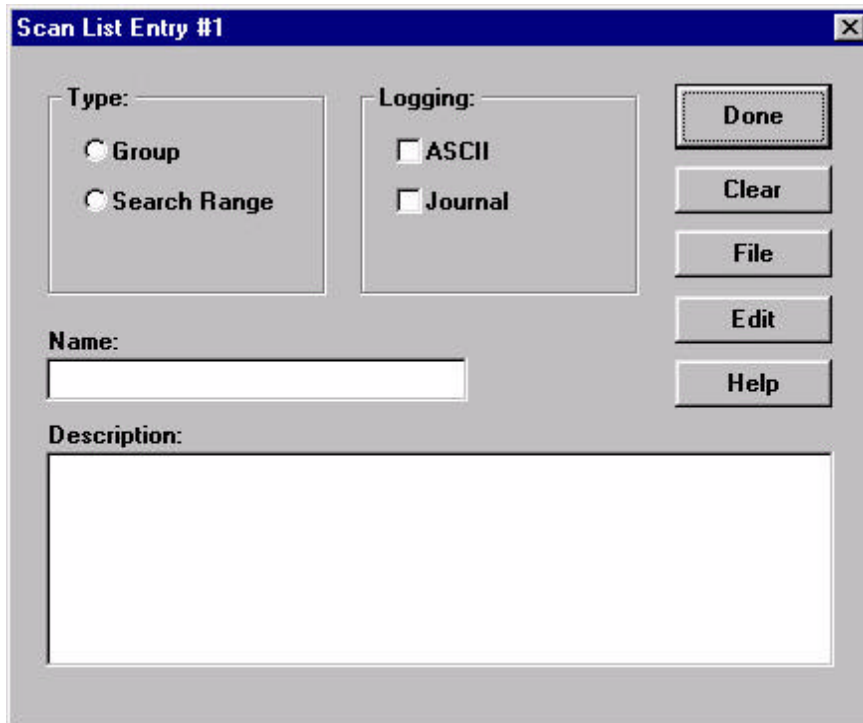 Scan List Entry #1
Type:
Group
Search Range
Logging:
ASCII
Journal
Done
Clear
File
Edit
Help
Name:
Description: